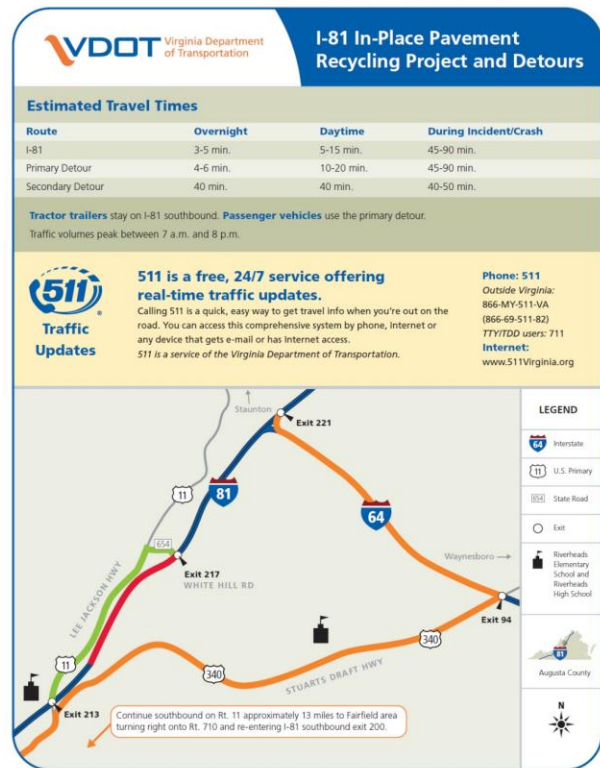 VDOT Virginia Department
of Transportation
I-81 In-Place Pavement
Recycling Project and Detours
Estimated Travel Times
Route Overnight Daytime During Incident/Crash
I-81 3-5 min. 5-15 min. 45-90 min.
Primary Detour 4-6 min. 10-20 min. 45-90 min.
Secondary Detour 40 min. 40 min. 40-50 min.
Tractor trailers stay on I-81 southbound. Passenger vehicles use the primary detour.
Traffic volumes peak between 7 a.m. and 8 p.m.
511
Traffic
Updates
511 is a free, 24/7 service offering
real-time traffic updates.
Calling 511 is a quick, easy way to get travel info when you're out on the
road. You can access this comprehensive system by phone, Internet or
any device that gets e-mail or has Internet access.
511 is a service of the Virginia Department of Transportation.
Phone: 511
Outside Virginia:
866-MY-511-VA
(866-69-511-82)
TTY/TDD users: 711
Internet:
www.511Virginia.org
Staunton
Exit 221
11
81
64
654
Exit 217
WHITE HILL RD
LEE JACKSON HWY
Waynesboro
Exit 94
340
340
STUARTS DRAFT HWY
11
Exit 213
Continue southbound on Rt. 11 approximately 13 miles to Fairfield area
turning right onto Rt. 710 and re-entering I-81 southbound exit 200.
LEGEND
64 Interstate
11 U.S. Primary
654 State Road
Exit
Riverheads
Elementary
School and
Riverheads
High School
81
Augusta County
N